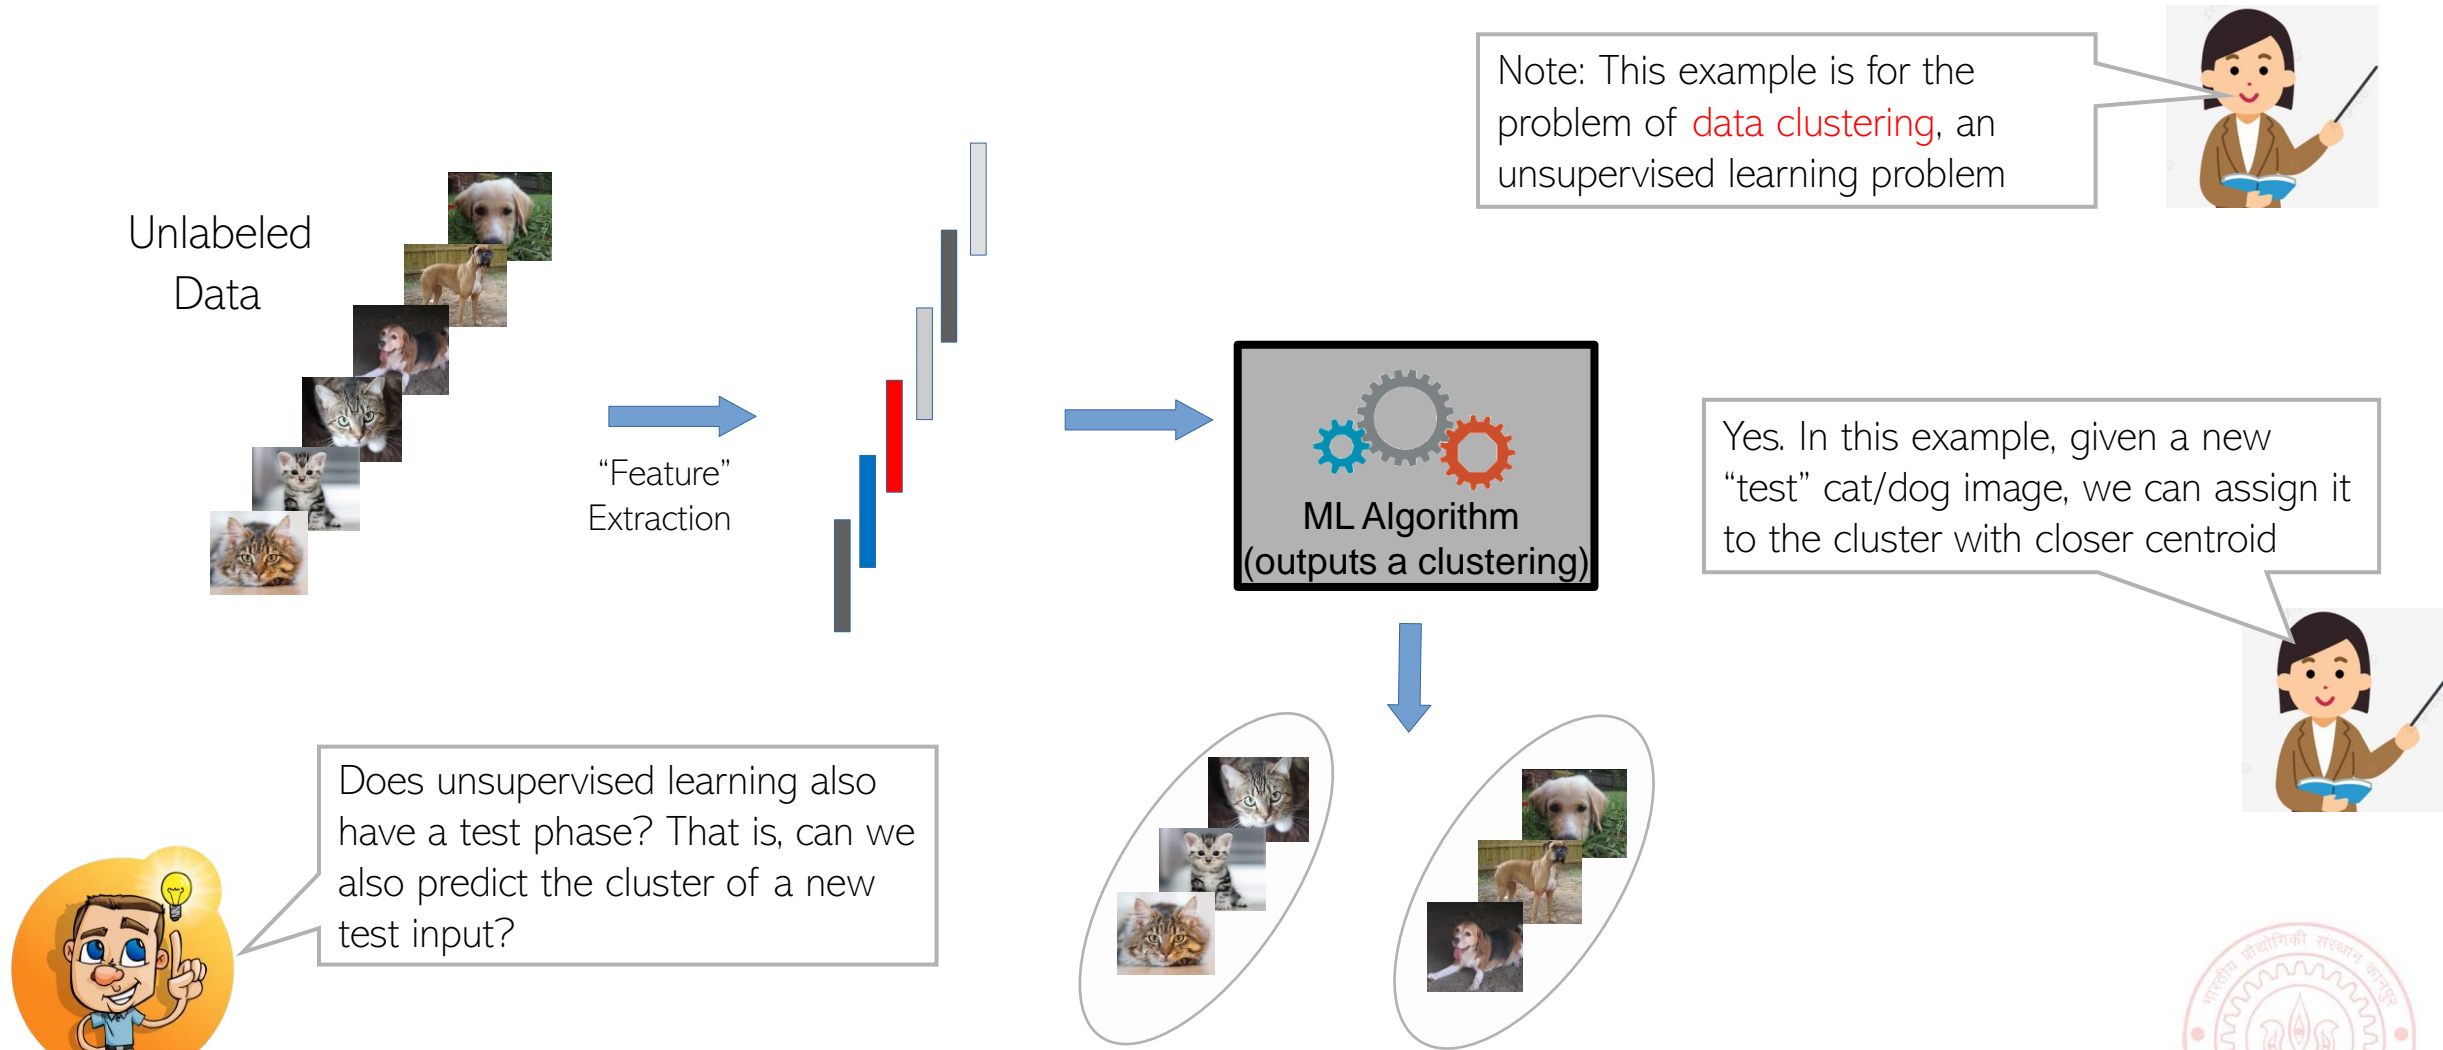 Note: This example is for the
problem of data clustering, an
unsupervised learning problem
Unlabeled
Data
“Feature”
Extraction
ML Algorithm
(outputs a clustering)
Yes. In this example, given a new
“test” cat/dog image, we can assign it
to the cluster with closer centroid
Does unsupervised learning also
have a test phase? That is, can we
also predict the cluster of a new
test input?
भारतीय प्रौद्योगिकी संस्थान कानपुर